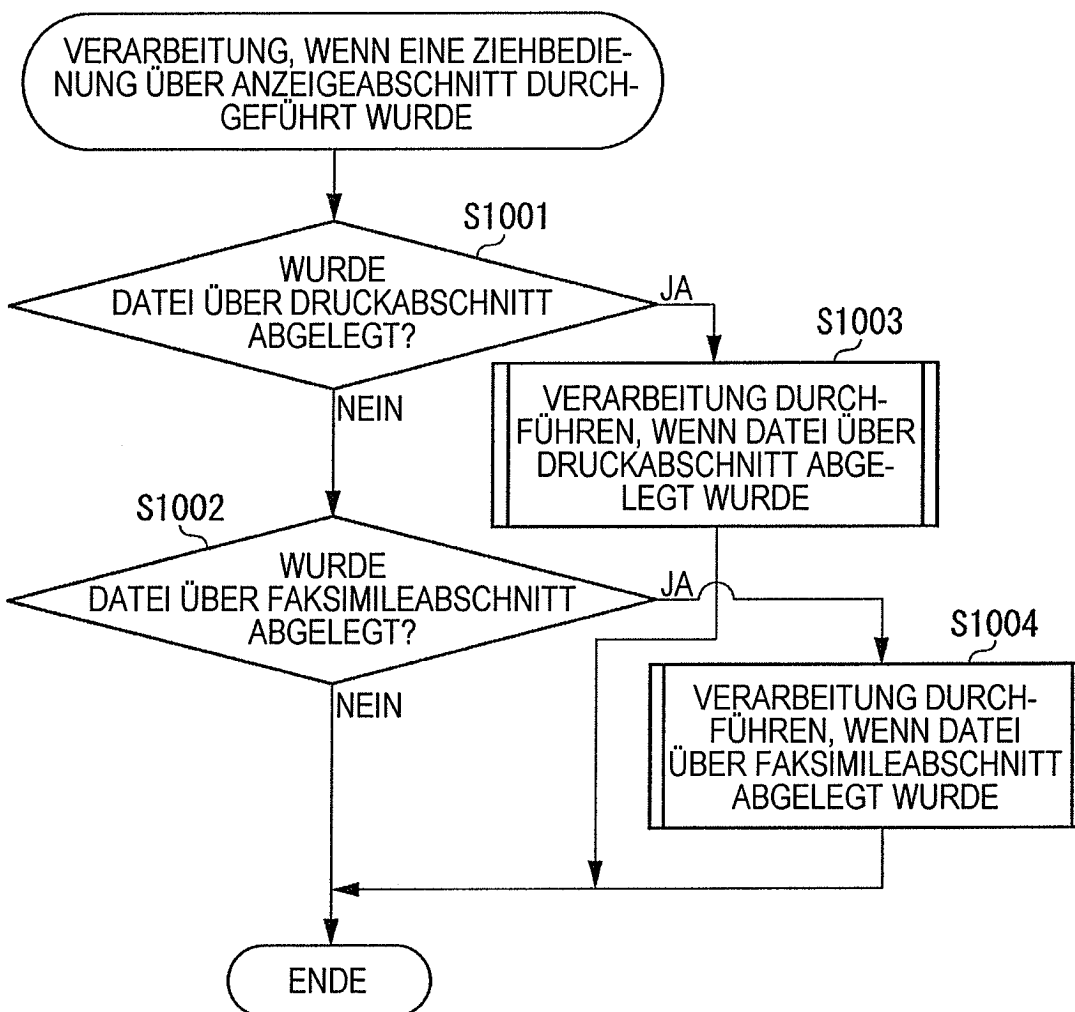 VERARBEITUNG, WENN EINE ZIEHBEDIE-
NUNG ÜBER ANZEIGEABSCHNITT DURCH-
GEFÜHRT WURDE
S1001
WURDE
DATEI ÜBER DRUCKABSCHNITT
ABGELEGT?
JA
NEIN
S1003
VERARBEITUNG DURCH-
FÜHREN, WENN DATEI ÜBER
DRUCKABSCHNITT ABGE-
LEGT WURDE
S1002
WURDE
DATEI ÜBER FAKSIMILEABSCHNITT
ABGELEGT?
JA
NEIN
S1004
VERARBEITUNG DURCH-
FÜHREN, WENN DATEI
ÜBER FAKSIMILEABSCHNITT
ABGELEGT WURDE
ENDE